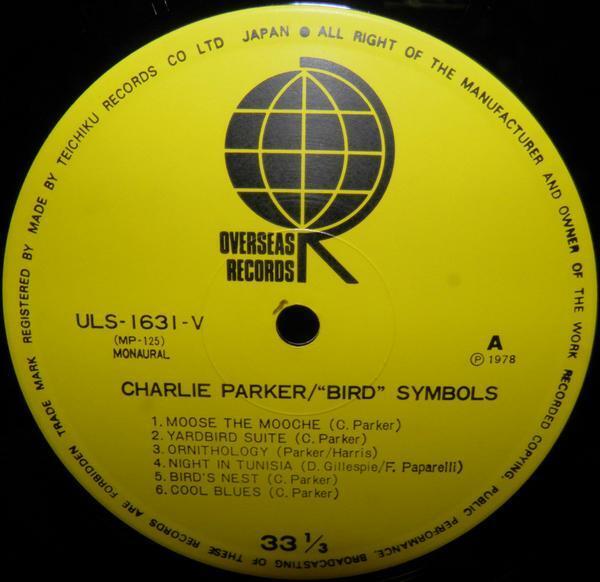 TRADE MARK REGISTERED BY MADE BY TEICHIKU RECORDS CO LTD JAPAN ● ALL RIGHT OF THE MANUFACTURER AND OWNER OF THE WORK RECORDED COPYING, PUBLIC PERFORMANCE, BROADCASTING OF THESE RECORDS ARE FORBIDDEN
OVERSEAS
RECORDS
ULS-1631-V
(MP-125)
MONAURAL
A
Ⓟ 1978
CHARLIE PARKER/"BIRD" SYMBOLS
1. MOOSE THE MOOCHE (C. Parker)
2. YARDBIRD SUITE (C. Parker)
3. ORNITHOLOGY (Parker/Harris)
4. NIGHT IN TUNISIA (D. Gillespie/F. Paparelli)
5. BIRD'S NEST (C. Parker)
6. COOL BLUES (C. Parker)
33 1/3